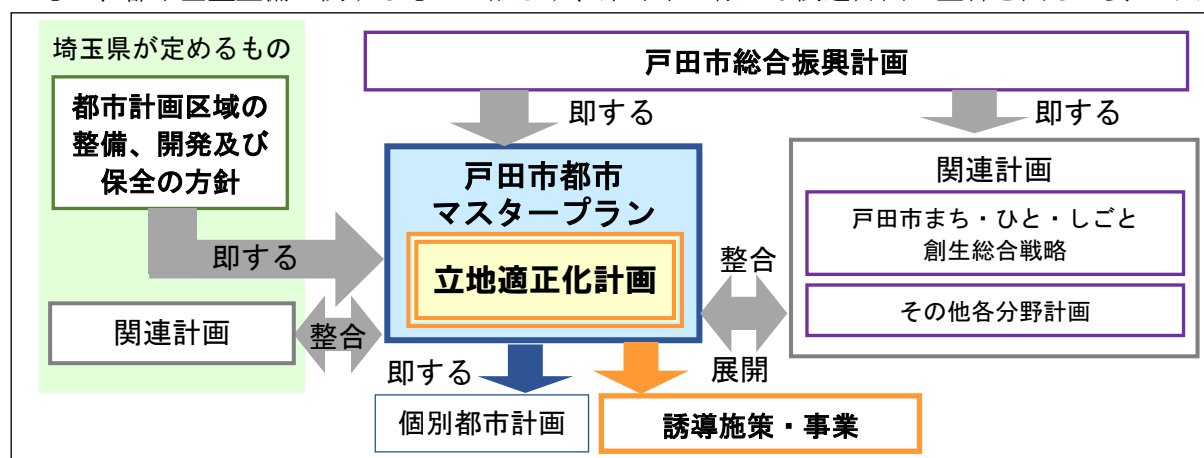 埼玉県が定めるもの
都市計画区域の
整備、開発及び
保全の方針
即する
関連計画
整合
戸田市総合振興計画
即する
即する
戸田市都市
マスタープラン
立地適正化計画
整合
展開
関連計画
戸田市まち・ひと・しごと
創生総合戦略
その他各分野計画
即する
個別都市計画
誘導施策・事業